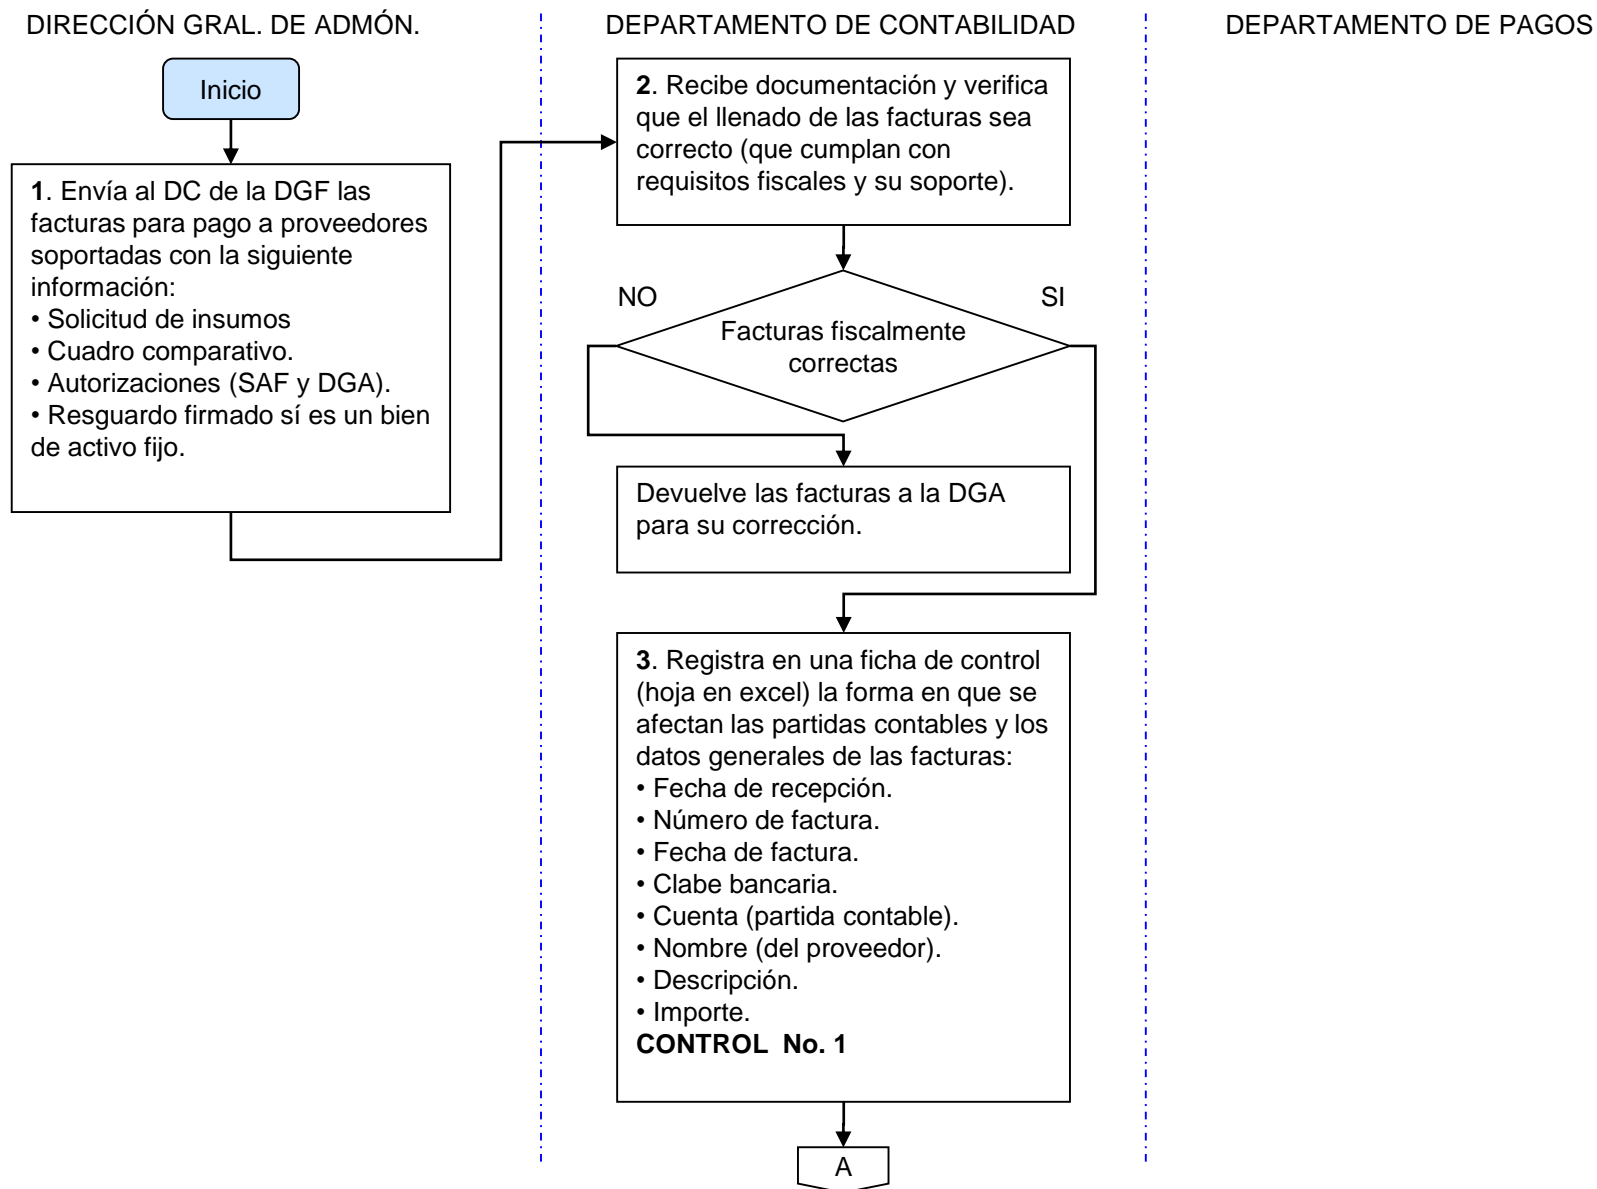 DIRECCIÓN GRAL. DE ADMÓN.
DEPARTAMENTO DE CONTABILIDAD
DEPARTAMENTO DE PAGOS
Inicio
1. Envía al DC de la DGF las
facturas para pago a proveedores
soportadas con la siguiente
información:
• Solicitud de insumos
• Cuadro comparativo.
• Autorizaciones (SAF y DGA).
• Resguardo firmado sí es un bien
de activo fijo.
2. Recibe documentación y verifica
que el llenado de las facturas sea
correcto (que cumplan con
requisitos fiscales y su soporte).
NO
SI
Facturas fiscalmente
correctas
Devuelve las facturas a la DGA
para su corrección.
3. Registra en una ficha de control
(hoja en excel) la forma en que se
afectan las partidas contables y los
datos generales de las facturas:
• Fecha de recepción.
• Número de factura.
• Fecha de factura.
• Clabe bancaria.
• Cuenta (partida contable).
• Nombre (del proveedor).
• Descripción.
• Importe.
CONTROL  No. 1
A